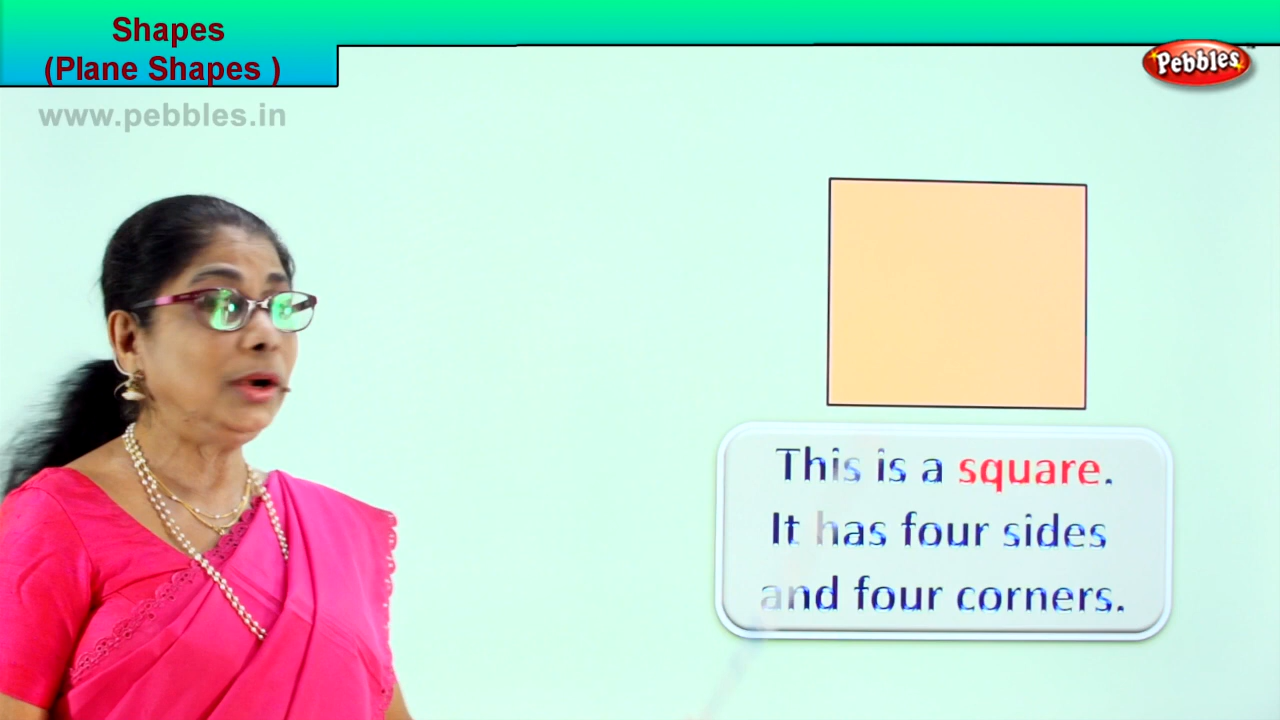 Shapes
(Plane Shapes )
Pebbles
www.pebbles.in
This is a square.
It has four sides
and four corners.